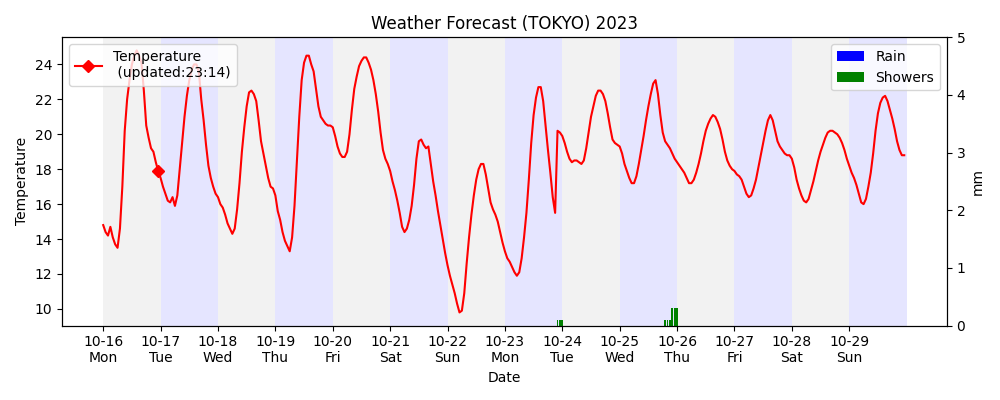 Weather Forecast (TOKYO) 2023
Temperature
(updated:23:14)
Rain
Showers
Temperature
24
22
20
18
16
14
12
10
5
4
3
2
1
0
mm
10-16 10-17 10-18 10-19 10-20 10-21 10-22 10-23 10-24 10-25 10-26 10-27 10-28 10-29
Mon Tue Wed Thu Fri Sat Sun Mon Tue Wed Thu Fri Sat Sun
Date